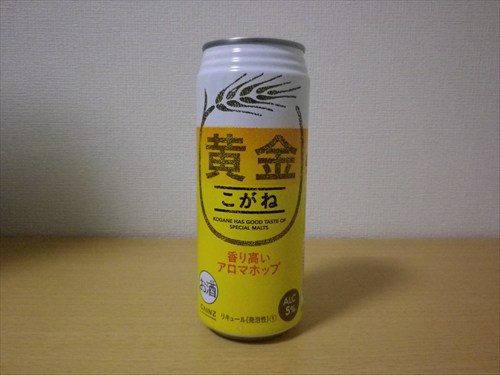 黄金
こがね
KOGANE HAS GOOD TASTE OF
SPECIAL MALTS
香り高い
アロマホップ
お酒
ALC
5%
CAINZ
リキュール(発泡性)①